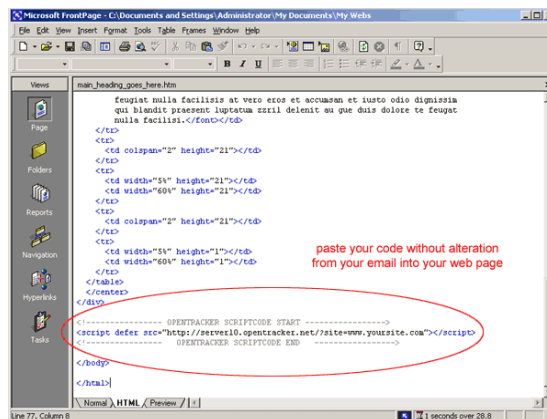 Microsoft FrontPage - C:\Documents and Settings\Administrator\My Documents\My Webs
File Edit View Insert Format Tools Table Frames Window Help
B I U
Views
main_heading_goes_here.htm
feugiat nulla facilisis at vero eros et accumsan et iusto odio dignissim
qui blandit praesent luptatum zzril delenit au gue duis dolore te feugat
nulla facilisi.</font></td>
</tr>
<tr>
<td colspan="2" height="21"></td>
</tr>
<tr>
<td width="5%" height="21"></td>
<td width="60%" height="21"></td>
</tr>
<tr>
<td colspan="2" height="21"></td>
</tr>
<tr>
<td width="5%" height="1"></td>
<td width="60%" height="1"></td>
</tr>
</table>
</center>
</div>
<!---------------- OPENTRACKER SCRIPTCODE START ---------------->
<script defer src="http://server10.opentracker.net/?site=www.yoursite.com"></script>
<!---------------- OPENTRACKER SCRIPTCODE END ---------------->
</body>
</html>
Page
Folders
Reports
Navigation
Hyperlinks
Tasks
paste your code without alteration
from your email into your web page
Normal HTML Preview
Line 77, Column 8
1 seconds over 28.8